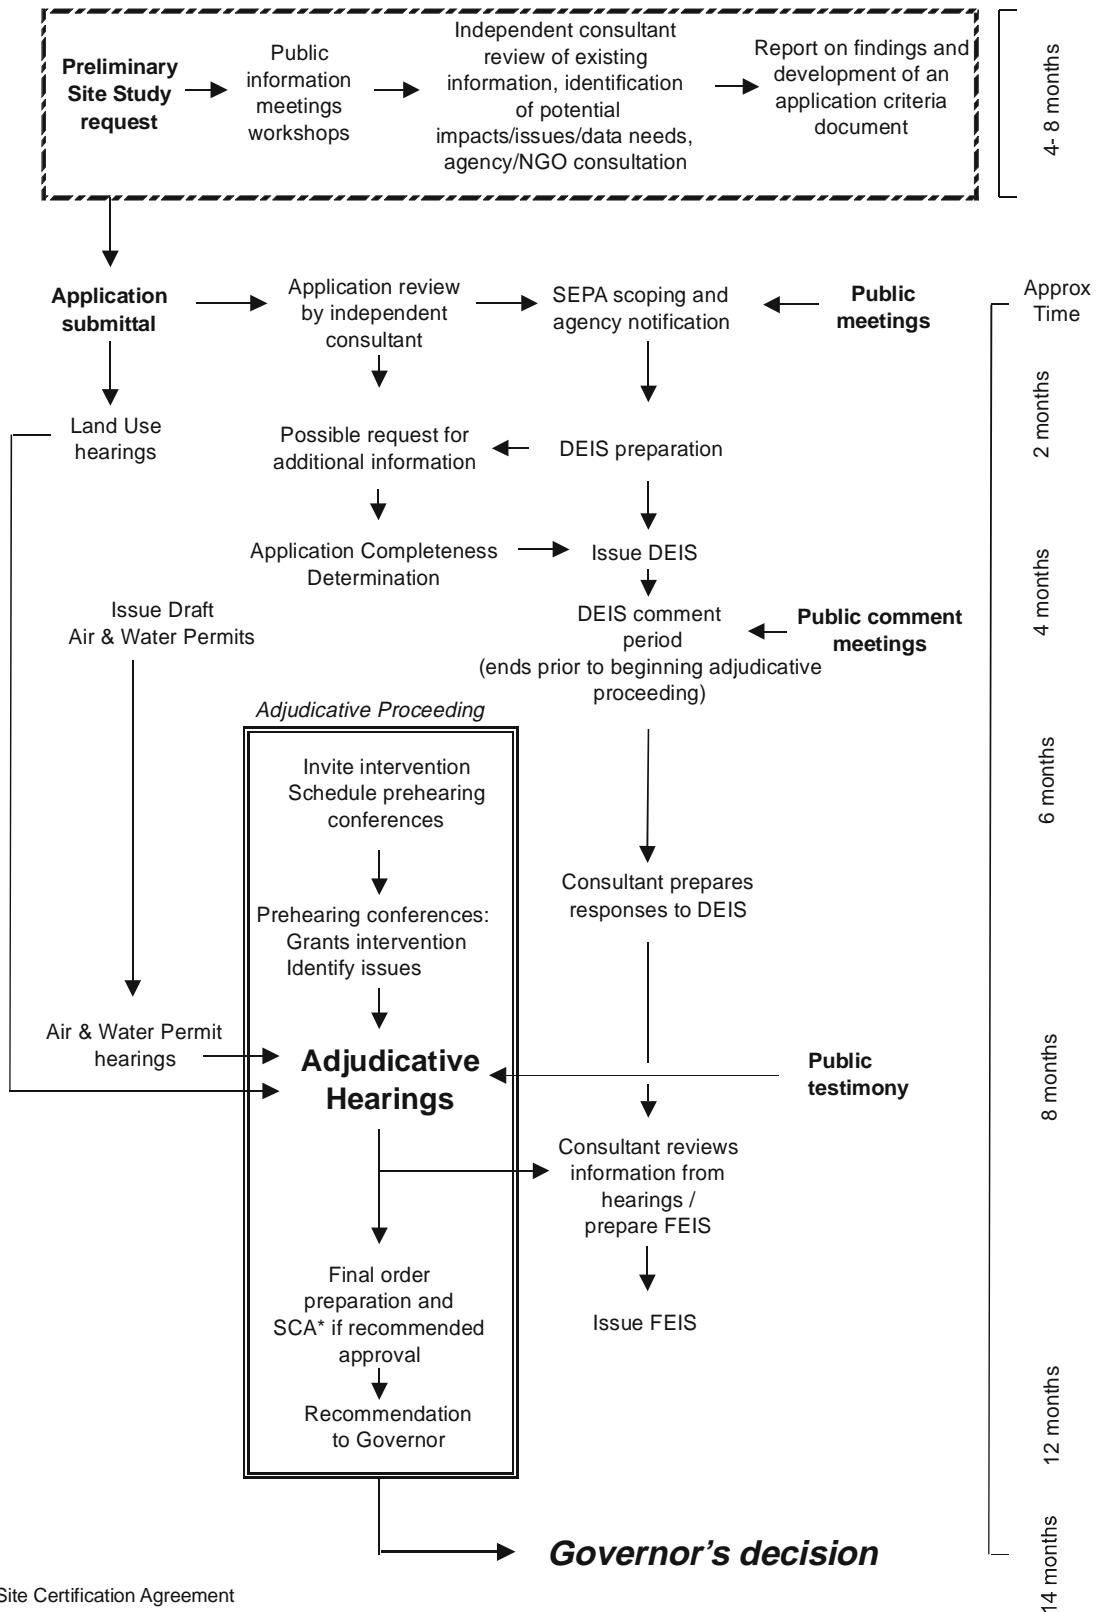 Preliminary
Site Study
request
Public
information
meetings
workshops
Independent consultant
review of existing
information, identification
of potential
impacts/issues/data needs,
agency/NGO consultation
Report on findings and
development of an
application criteria
document
4- 8 months
Application
submittal
Application review
by independent
consultant
SEPA scoping and
agency notification
Public
meetings
Approx
Time
2 months
Land Use
hearings
Possible request for
additional information
DEIS preparation
Application Completeness
Determination
Issue DEIS
4 months
Issue Draft
Air & Water Permits
DEIS comment
period
(ends prior to beginning adjudicative
proceeding)
Public comment
meetings
Adjudicative Proceeding
Invite intervention
Schedule prehearing
conferences
6 months
Consultant prepares
responses to DEIS
Prehearing conferences:
Grants intervention
Identify issues
Air & Water Permit
hearings
Adjudicative
Hearings
Public
testimony
8 months
Consultant reviews
information from
hearings /
prepare FEIS
Final order
preparation and
SCA* if recommended
approval
Issue FEIS
Recommendation
to Governor
12 months
Governor's decision
14 months
Site Certification Agreement